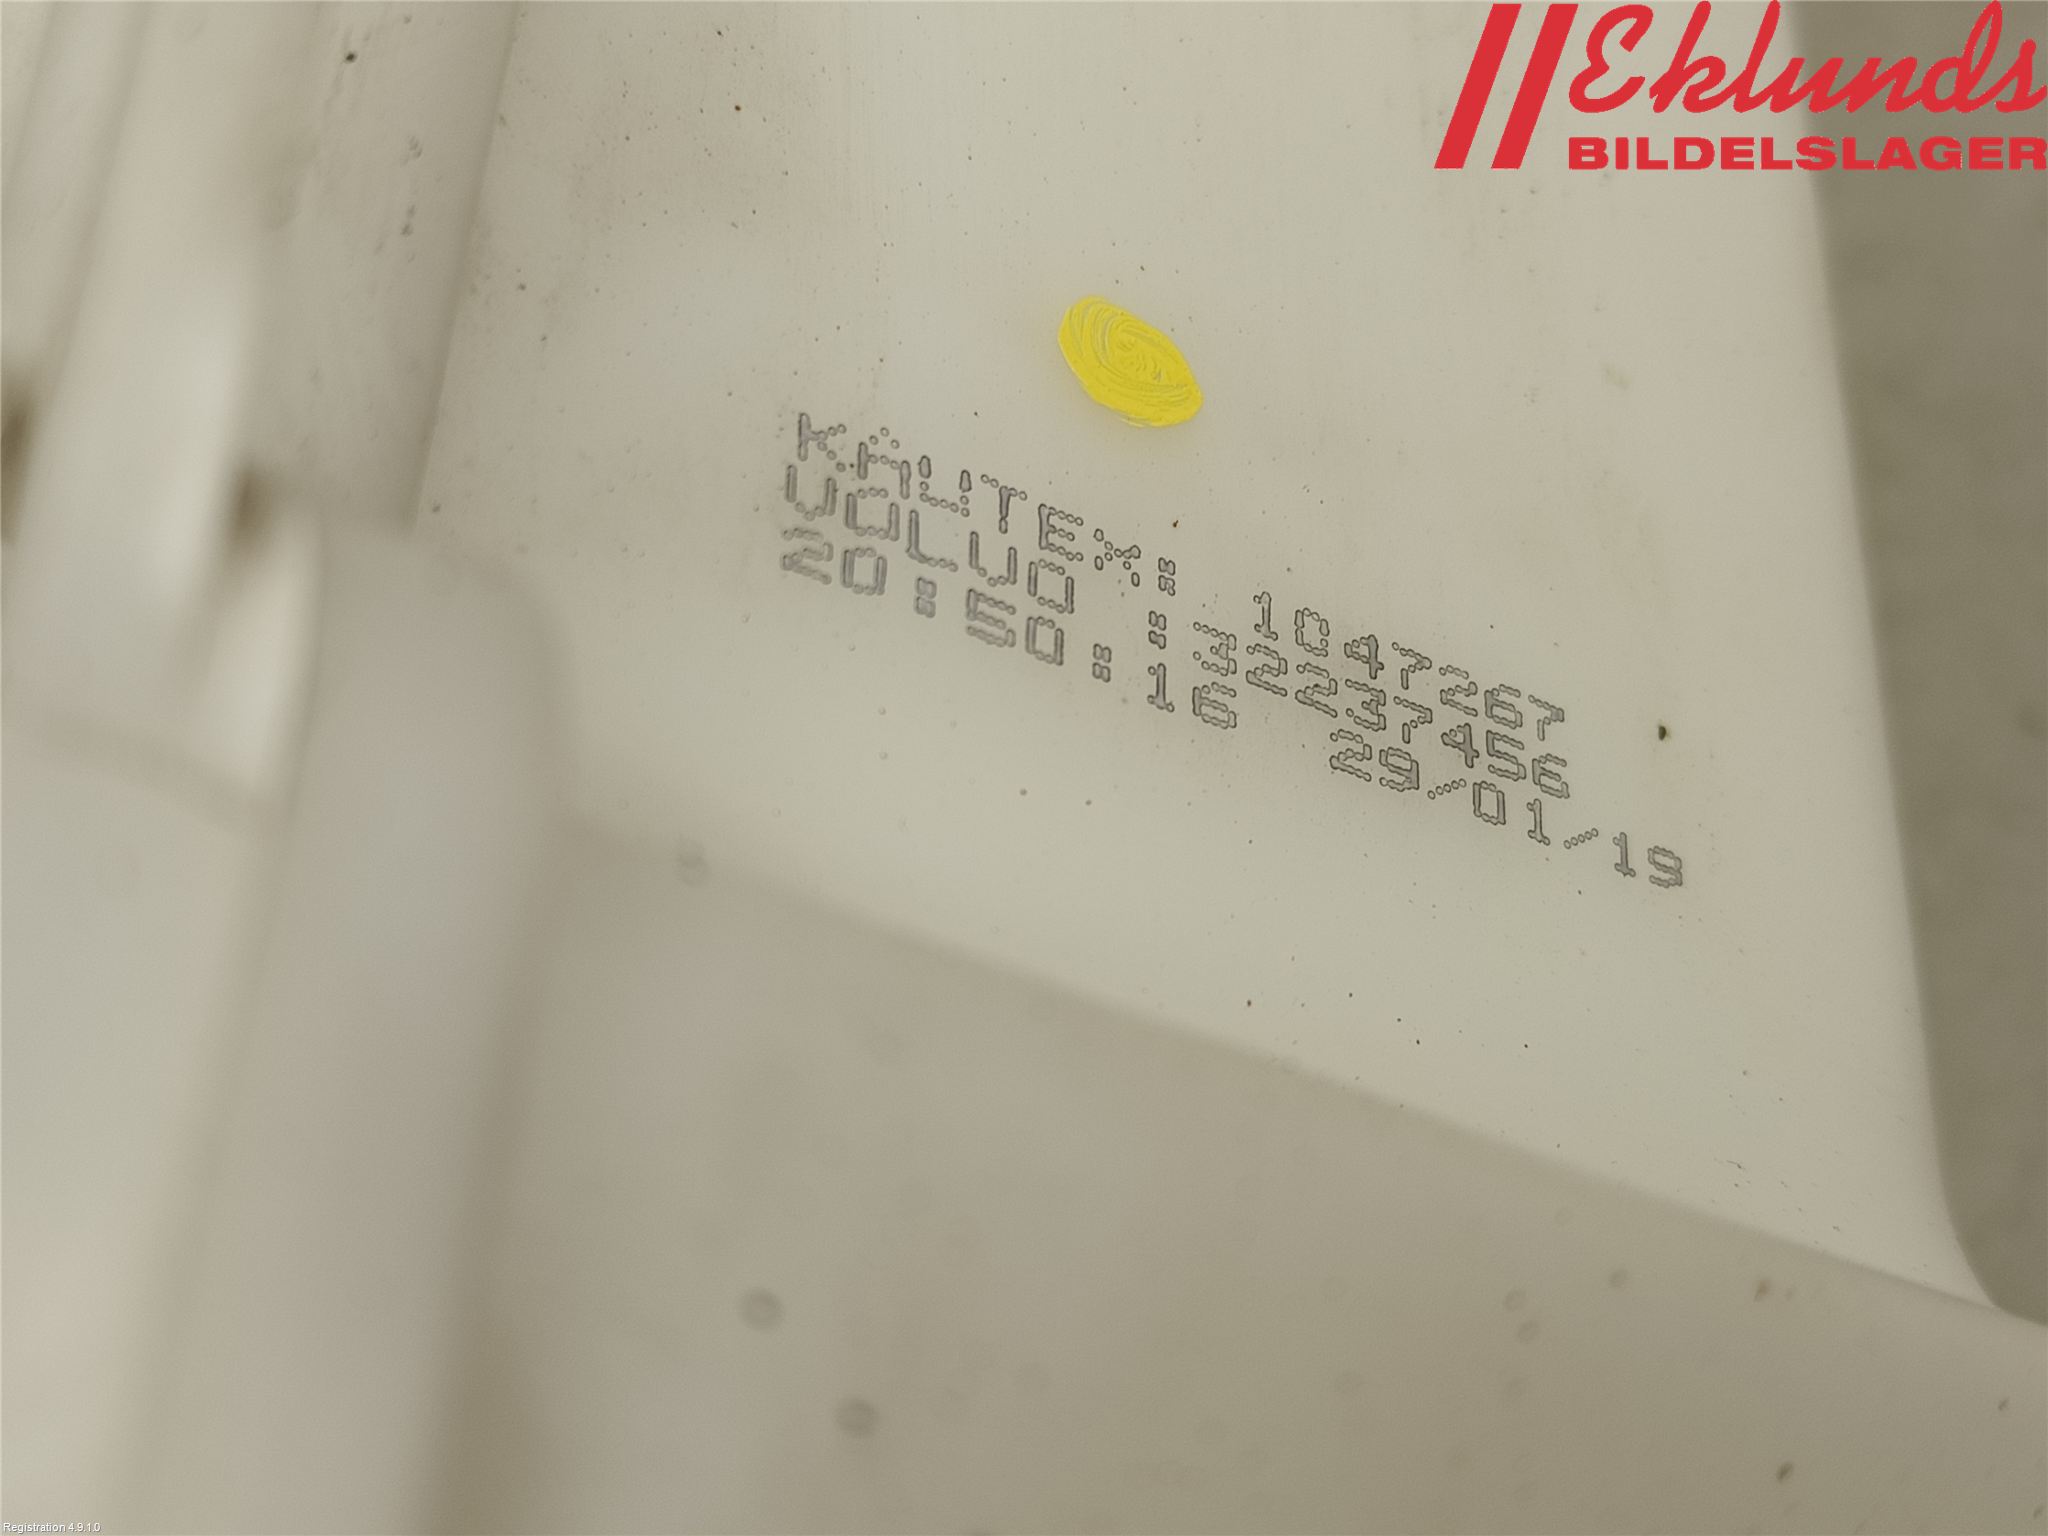 Eklunds
BILDELSLAGER
KAUTEX: 1047267
VOLVO : 32237456
20:50:16 29/01/19
Registration 4.9.1.0